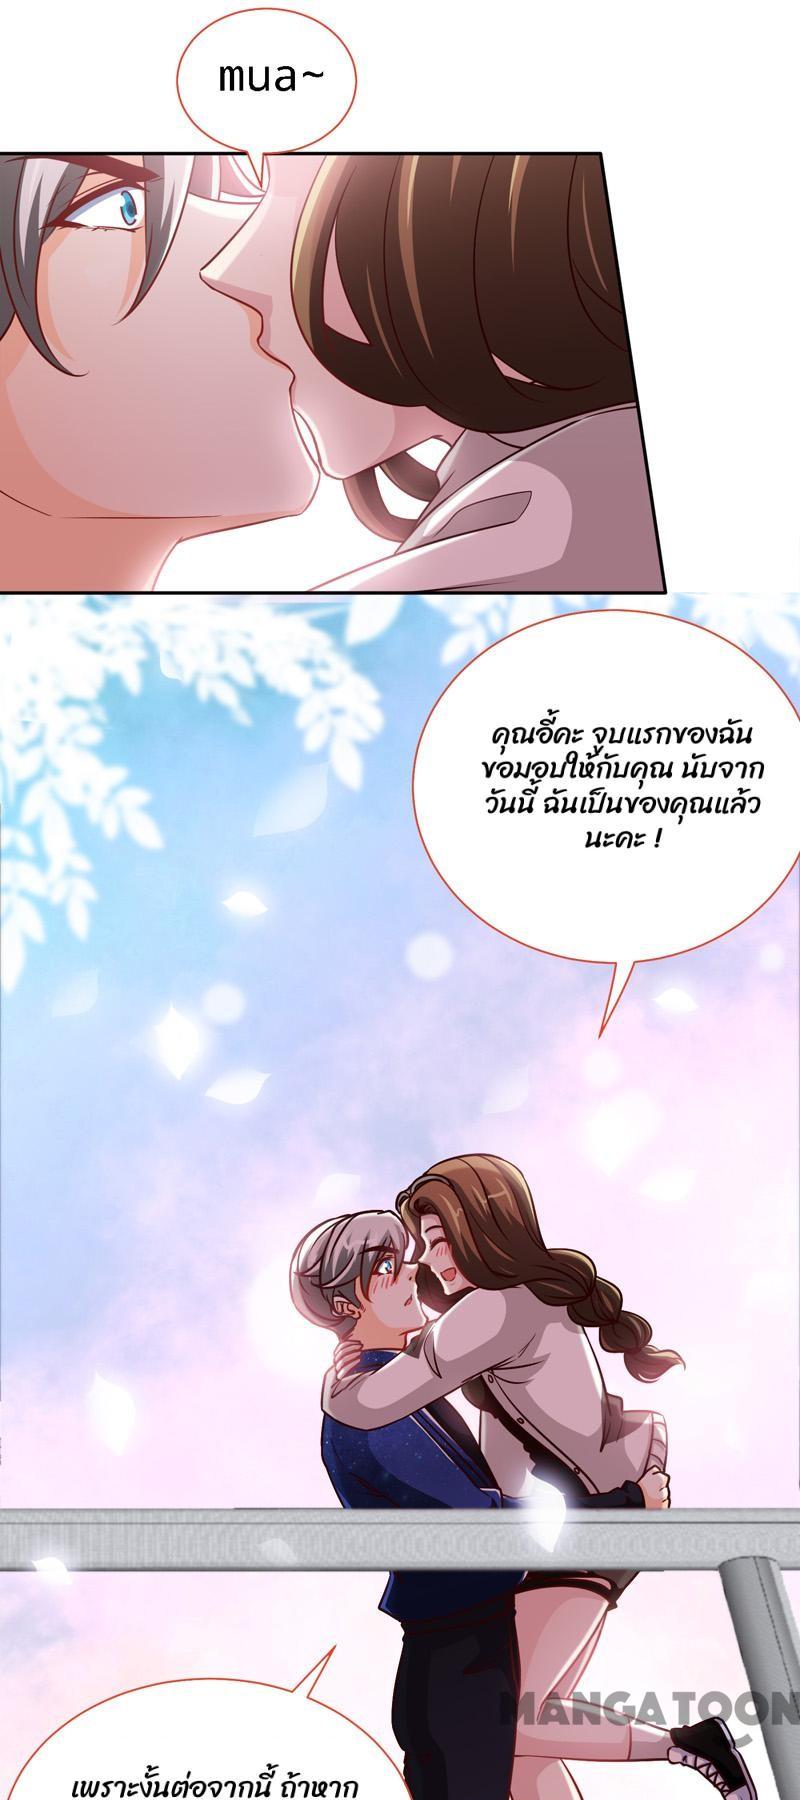 mua~
คุณอี้คะ จูบแรกของฉัน
ขอมอบให้กับคุณ นับจาก
วันนี้ ฉันเป็นของคุณแล้ว
นะคะ !
MANGATOON
เพราะงั้นต่อจากนี้ ถ้าหาก